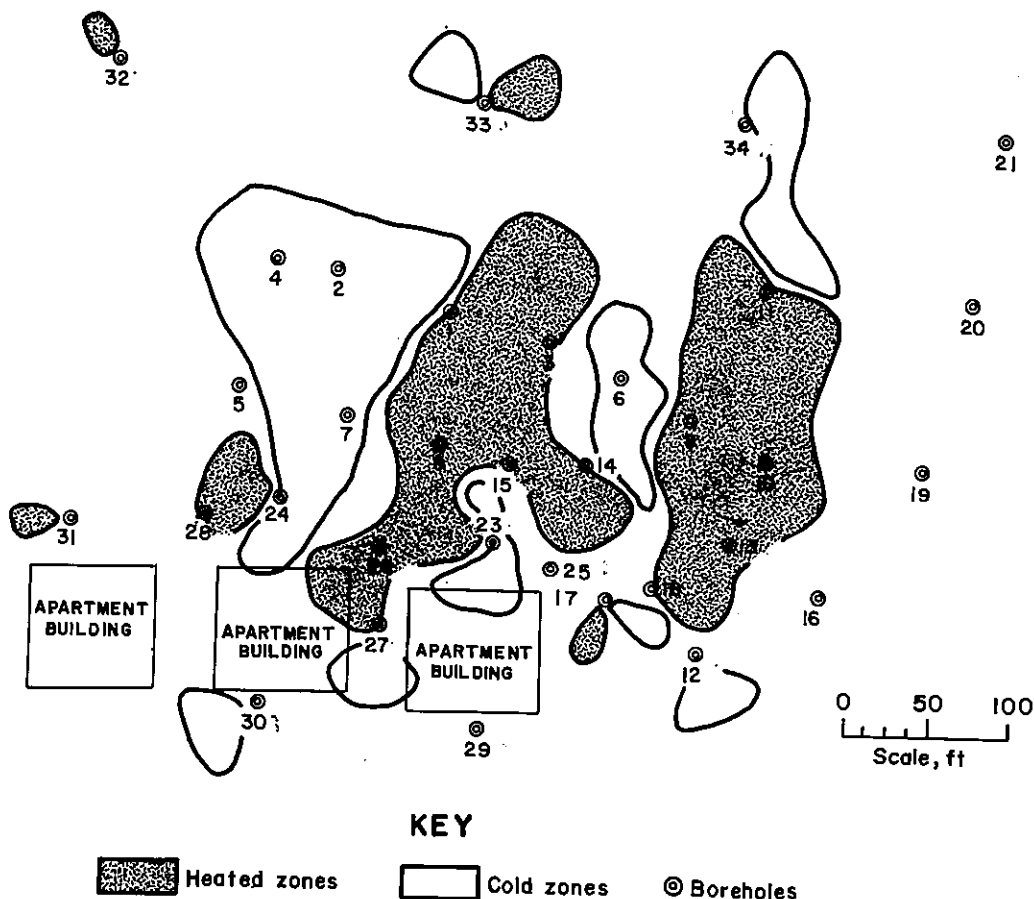 32
33
34
21
4
2
20
5
6
7
14
15
19
24
28
23
31
25
17
16
APARTMENT
BUILDING
APARTMENT
BUILDING
27
APARTMENT
BUILDING
12
30
29
0 50 100
Scale, ft
KEY
Heated zones
Cold zones
Boreholes